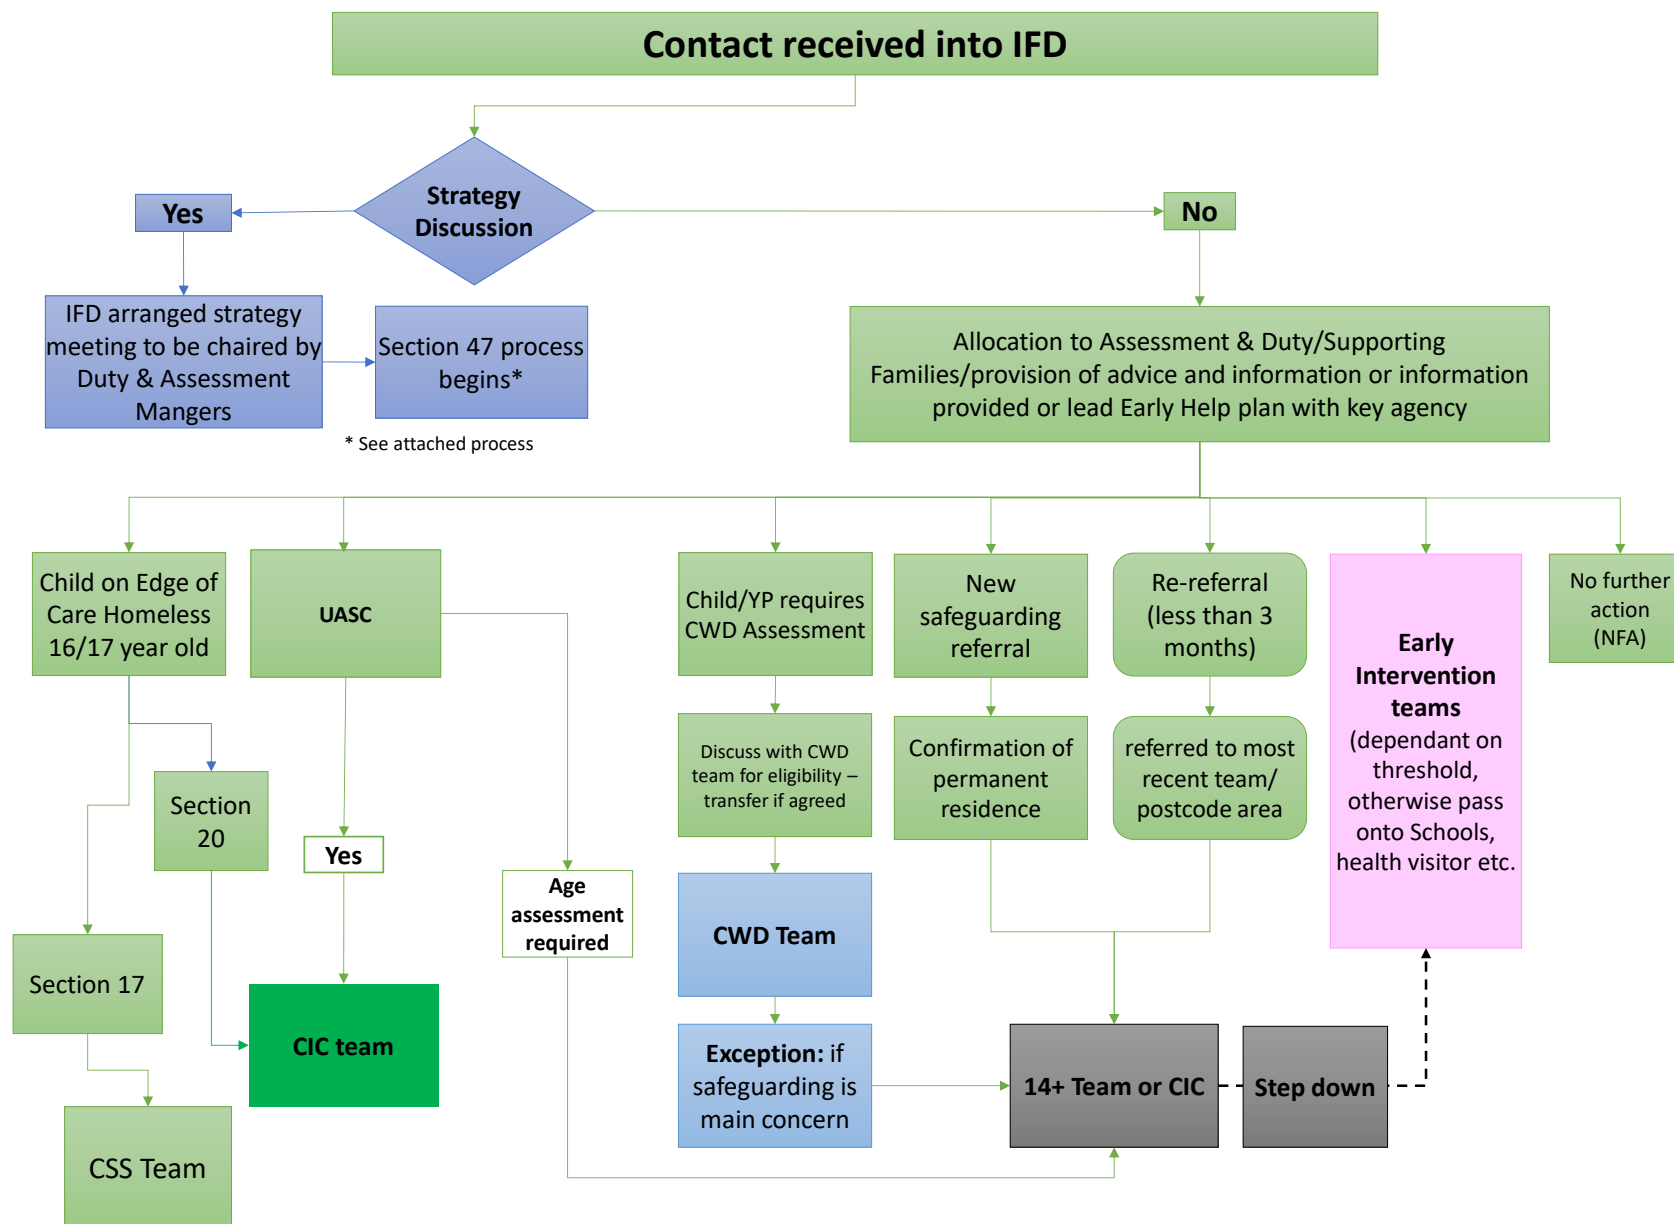 Contact received into IFD
Strategy
Discussion
Yes
No
IFD arranged strategy
meeting to be chaired by
Duty & Assessment
Mangers
Section 47 process
begins*
* See attached process
Allocation to Assessment & Duty/Supporting
Families/provision of advice and information or information
provided or lead Early Help plan with key agency
Child on Edge of
Care Homeless
16/17 year old
UASC
Child/YP requires
CWD Assessment
New
safeguarding
referral
Re-referral
(less than 3
months)
Early
Intervention
teams
(dependant on
threshold,
otherwise pass
onto Schools,
health visitor etc.
No further
action
(NFA)
Discuss with CWD
team for eligibility –
transfer if agreed
Confirmation of
permanent
residence
referred to most
recent team/
postcode area
Section
20
Yes
Age
assessment
required
CWD Team
Section 17
CIC team
Exception: if
safeguarding is
main concern
14+ Team or CIC
Step down
CSS Team